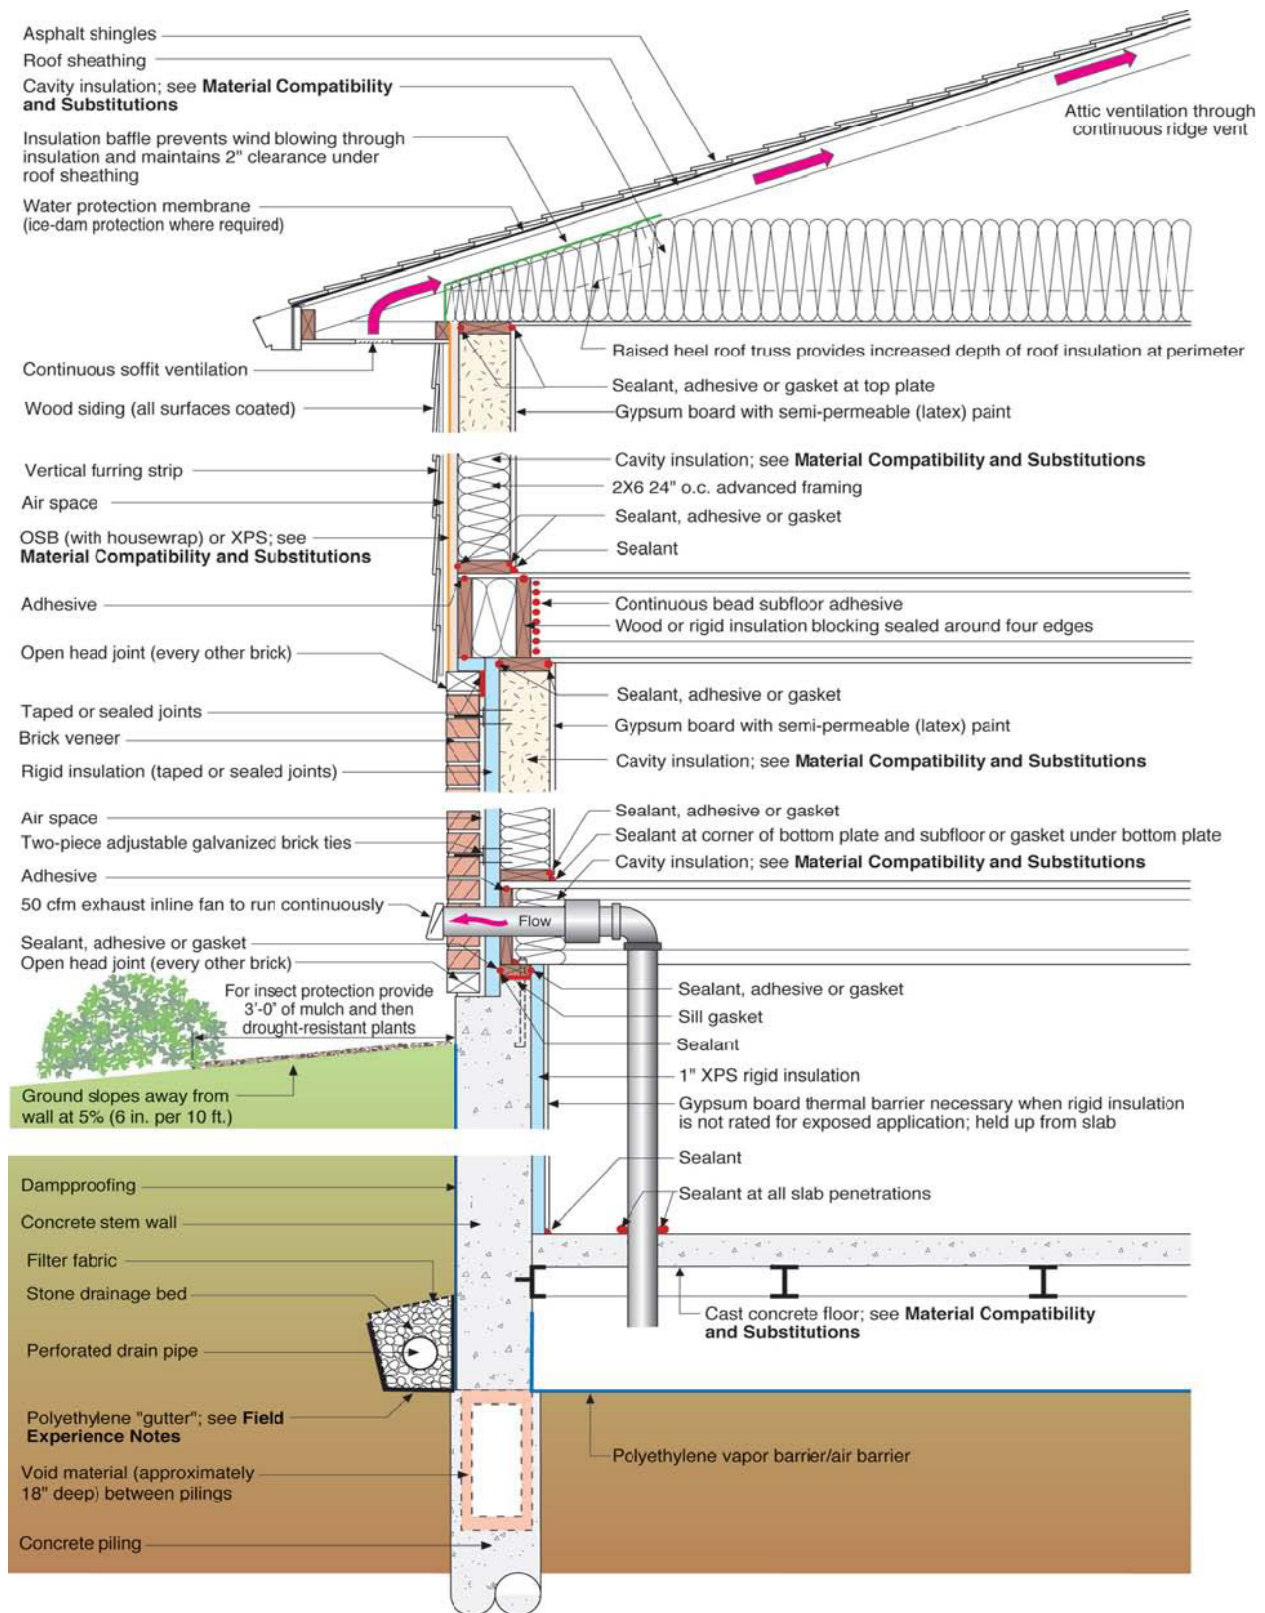 Asphalt shingles
Roof sheathing
Cavity insulation; see Material Compatibility
and Substitutions
Insulation baffle prevents wind blowing through
insulation and maintains 2" clearance under
roof sheathing
Water protection membrane
(ice-dam protection where required)
Attic ventilation through
continuous ridge vent
Continuous soffit ventilation
Wood siding (all surfaces coated)
Raised heel roof truss provides increased depth of roof insulation at perimeter
Sealant, adhesive or gasket at top plate
Gypsum board with semi-permeable (latex) paint
Vertical furring strip
Air space
OSB (with housewrap) or XPS; see
Material Compatibility and Substitutions
Cavity insulation; see Material Compatibility and Substitutions
2X6 24" o.c. advanced framing
Sealant, adhesive or gasket
Sealant
Adhesive
Open head joint (every other brick)
Continuous bead subfloor adhesive
Wood or rigid insulation blocking sealed around four edges
Taped or sealed joints
Brick veneer
Rigid insulation (taped or sealed joints)
Sealant, adhesive or gasket
Gypsum board with semi-permeable (latex) paint
Cavity insulation; see Material Compatibility and Substitutions
Air space
Two-piece adjustable galvanized brick ties
Adhesive
50 cfm exhaust inline fan to run continuously
Sealant, adhesive or gasket
Open head joint (every other brick)
Sealant, adhesive or gasket
Sealant at corner of bottom plate and subfloor or gasket under bottom plate
Cavity insulation; see Material Compatibility and Substitutions
Flow
For insect protection provide
3'-0" of mulch and then
drought-resistant plants
Sealant, adhesive or gasket
Sill gasket
Sealant
1" XPS rigid insulation
Gypsum board thermal barrier necessary when rigid insulation
is not rated for exposed application; held up from slab
Ground slopes away from
wall at 5% (6 in. per 10 ft.)
Sealant
Sealant at all slab penetrations
Dampproofing
Concrete stem wall
Filter fabric
Stone drainage bed
Perforated drain pipe
Cast concrete floor; see Material Compatibility
and Substitutions
Polyethylene "gutter"; see Field
Experience Notes
Void material (approximately
18" deep) between pilings
Concrete piling
Polyethylene vapor barrier/air barrier